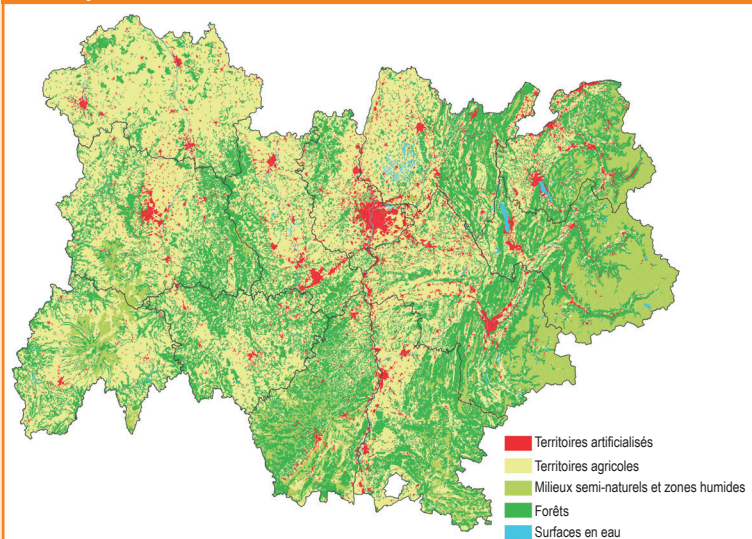 Territoires artificialisés
Territoires agricoles
Milieux semi-naturels et zones humides
Forêts
Surfaces en eau